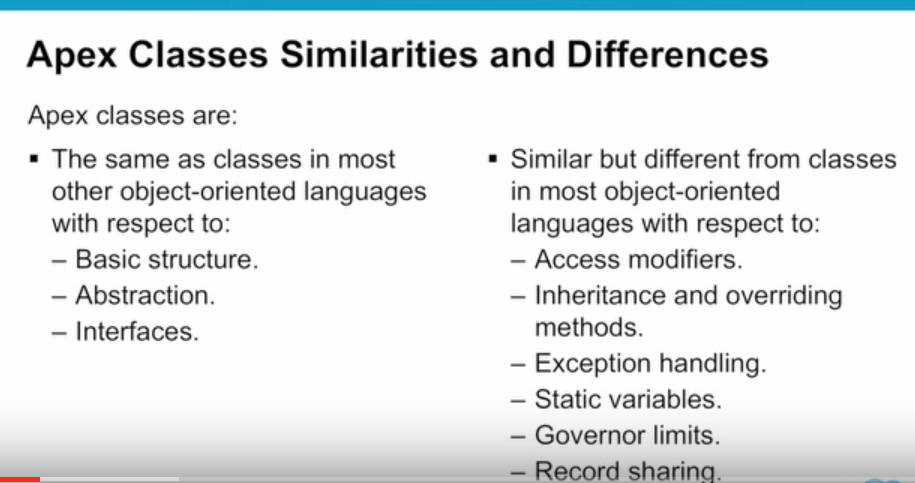 Apex Classes Similarities and Differences
Apex classes are:
▪ The same as classes in most
other object-oriented languages
with respect to:
– Basic structure.
– Abstraction.
– Interfaces.
▪ Similar but different from classes
in most object-oriented
languages with respect to:
– Access modifiers.
– Inheritance and overriding
methods.
– Exception handling.
– Static variables.
– Governor limits.
– Record sharing.